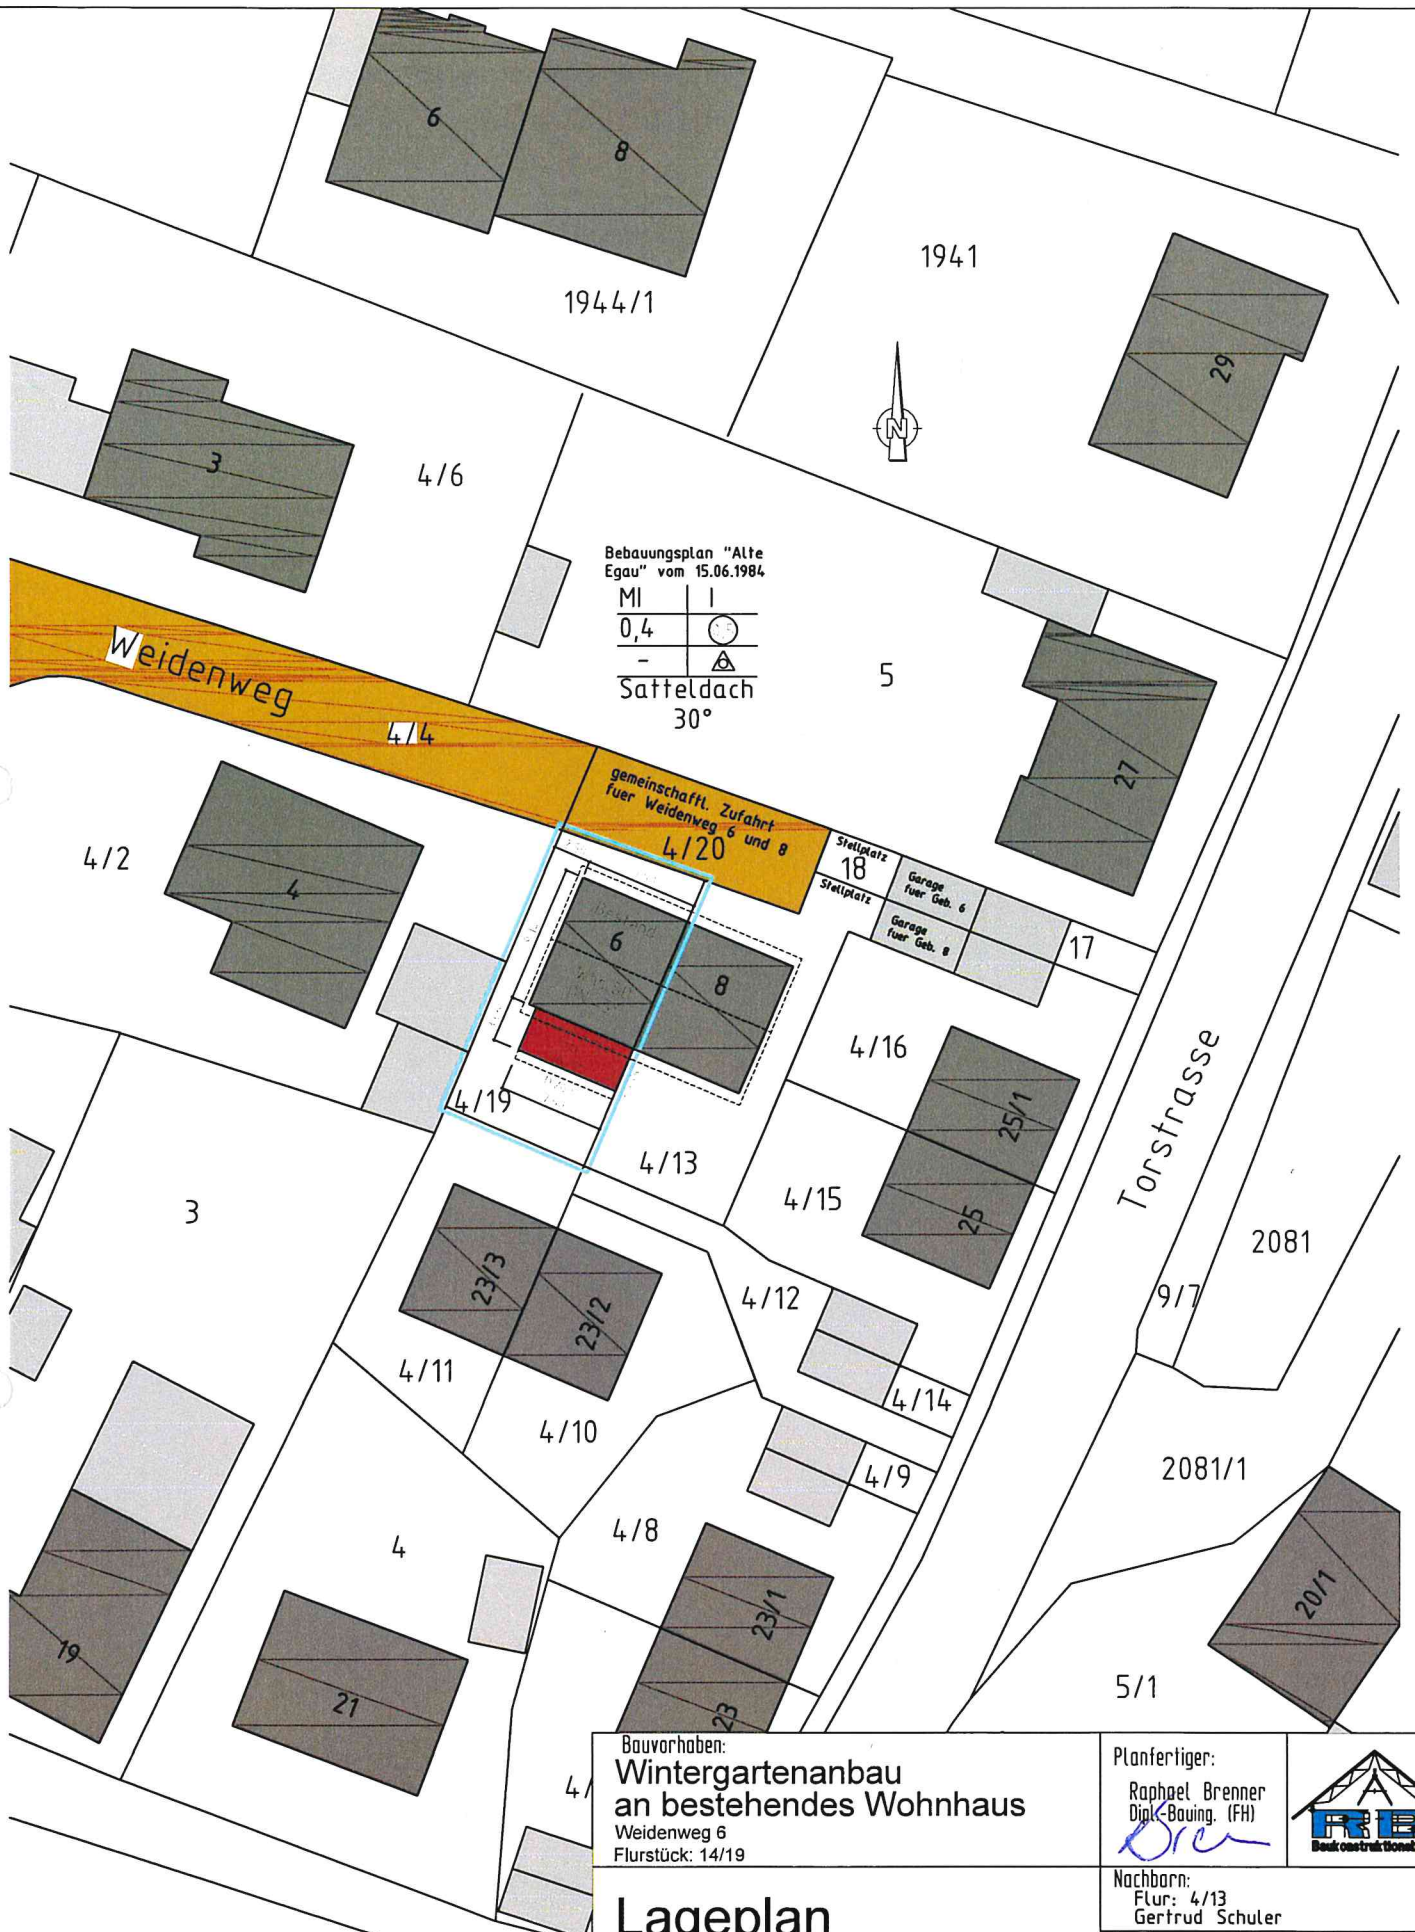 6
8
1941
1944/1
29
3
4/6
N
Bebauungsplan "Alte
Egau" vom 15.06.1984
MI I
0,4
-
Satteldach
30°
5
Weidenweg
4/4
27
gemeinschaftl. Zufahrt
fuer Weidenweg 6 und 8
4/20
4/2
4
Stellplatz
18
Stellplatz
Garage
fuer Geb. 6
Garage
fuer Geb. 8
17
6
8
4/16
4/19
25/1
Torstrasse
4/13
4/15
3
25
2081
23/3
23/2
4/12
9/7
4/11
4/14
4/10
4/9
2081/1
4/8
4
23/1
20/1
19
21
23
5/1
4/
Bauvorhaben:
Wintergartenanbau
an bestehendes Wohnhaus
Weidenweg 6
Flurstück: 14/19
Planfertiger:
Raphael Brenner
Dipl.-Bauing. (FH)
RB
Baukonstruktions
Lageplan
Nachbarn:
Flur: 4/13
Gertrud Schuler